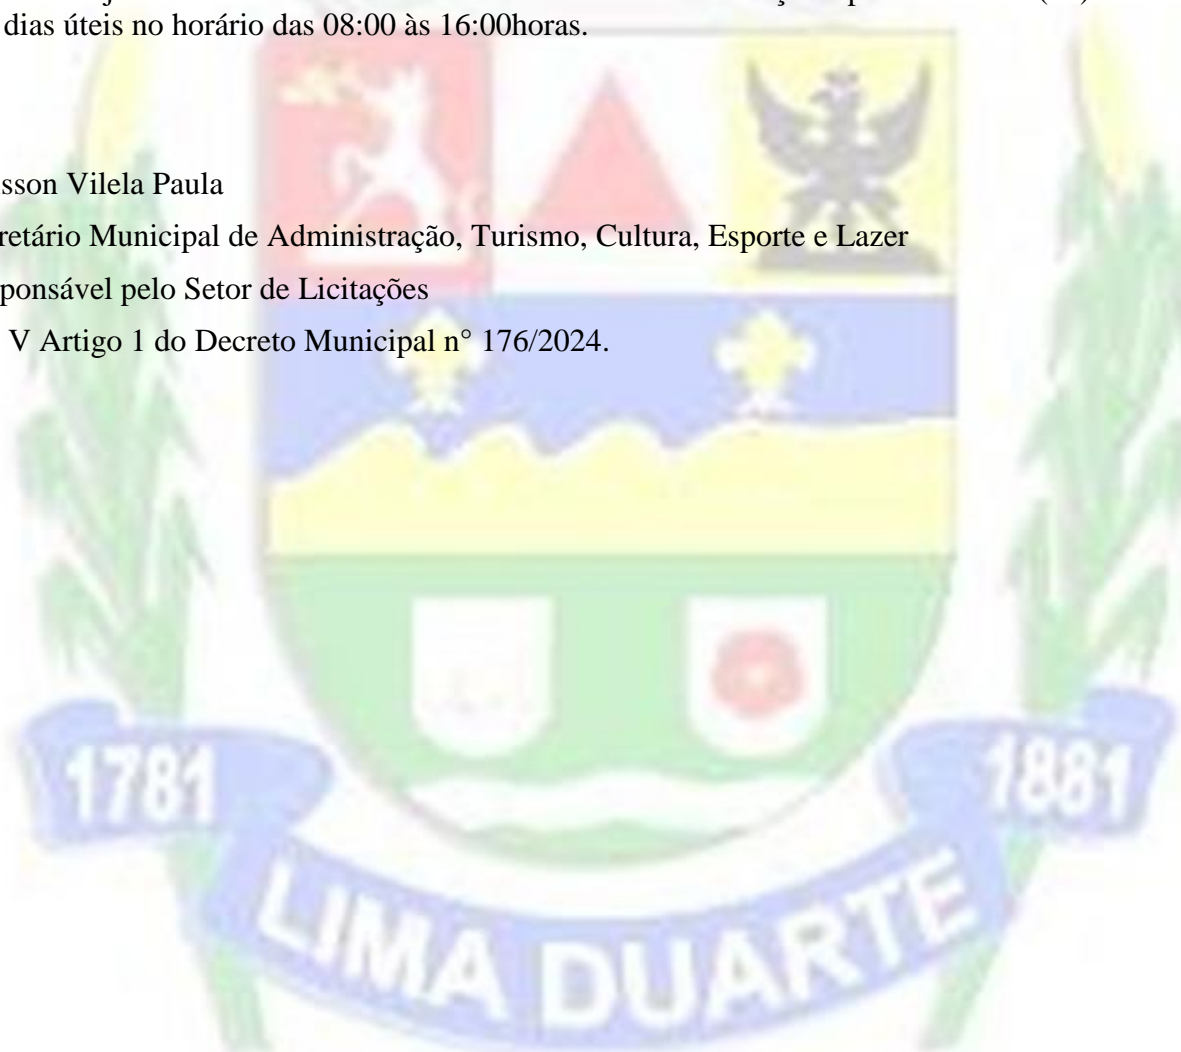 dias úteis no horário das 08:00 às 16:00horas.
sson Vilela Paula
retário Municipal de Administração, Turismo, Cultura, Esporte e Lazer
ponsável pelo Setor de Licitações
V Artigo 1 do Decreto Municipal n° 176/2024.
1781
1881
LIMA DUARTE